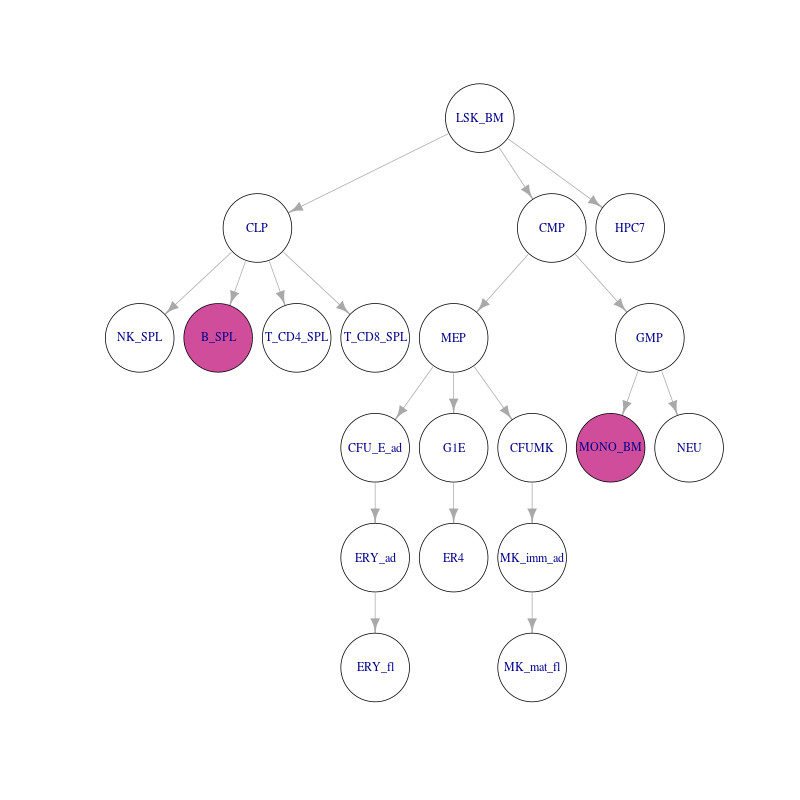 LSK_BM
CLP
CMP
HPC7
NK_SPL
B_SPL
T_CD4_SPL
T_CD8_SPL
MEP
GMP
CFU_E_ad
G1E
CFUMK
MONO_BM
NEU
ERY_ad
ER4
MK_imm_ad
ERY_fl
MK_mat_fl